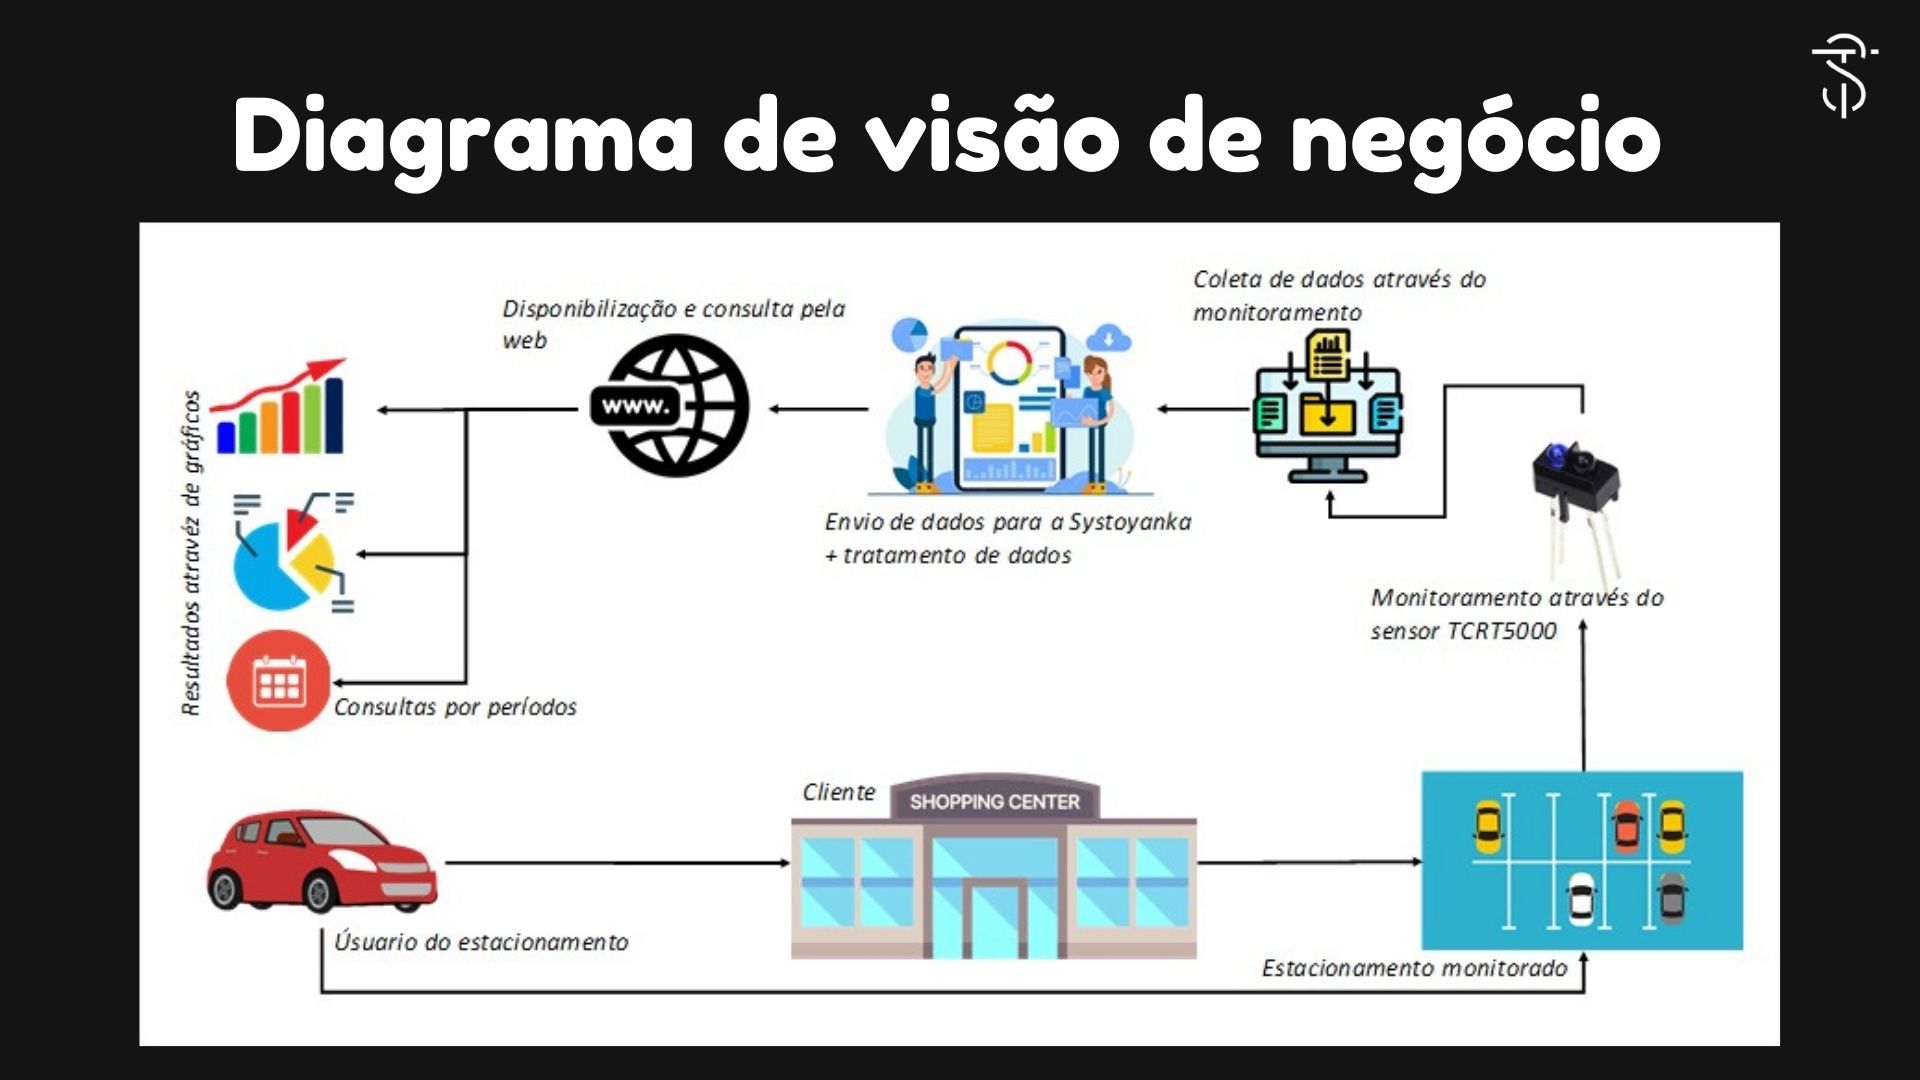 Diagrama de visão de negócio
Coleta de dados através do
monitoramento
Disponibilização e consulta pela
web
www.
Resultados atravéz de gráficos
Envio de dados para a Systoyanka
+ tratamento de dados
Monitoramento através do
sensor TCRT5000
Consultas por períodos
Cliente
SHOPPING CENTER
Úsuario do estacionamento
Estacionamento monitorado